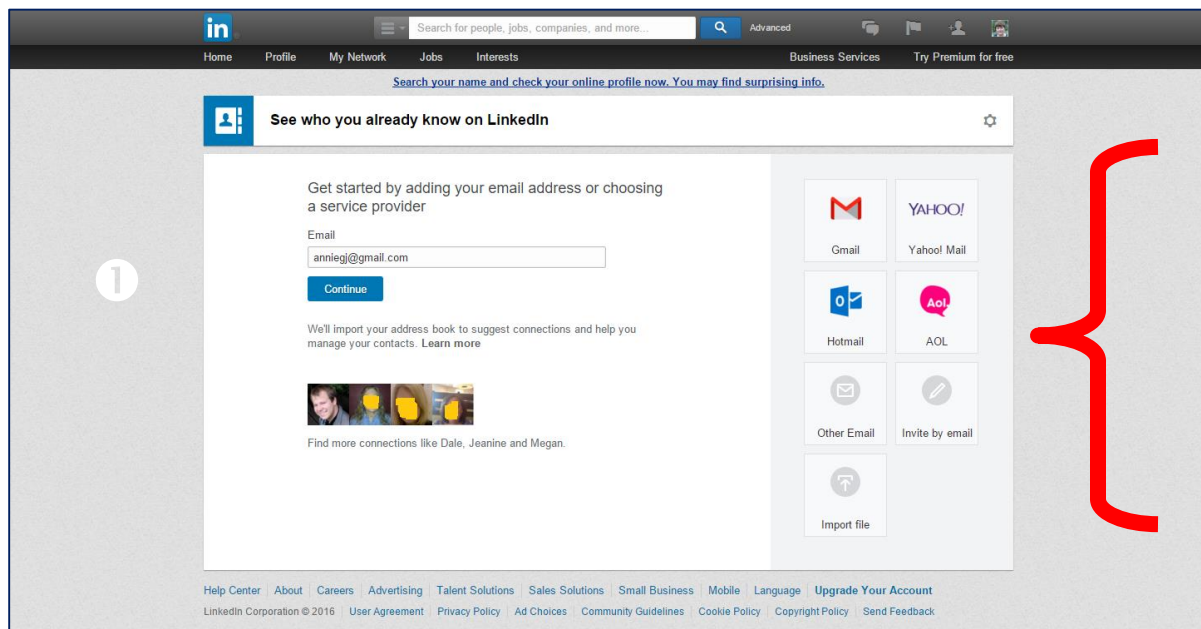 in
Search for people, jobs, companies, and more...
Advanced
Home Profile My Network Jobs Interests Business Services Try Premium for free
Search your name and check your online profile now. You may find surprising info.
See who you already know on LinkedIn
Get started by adding your email address or choosing
a service provider
Email
anniegj@gmail.com
Continue
We'll import your address book to suggest connections and help you
manage your contacts. Learn more
Find more connections like Dale, Jeanine and Megan.
1
Gmail
YAHOO!
Yahoo! Mail
o
Hotmail
Aol.
AOL
Other Email
Invite by email
Import file
Help Center About Careers Advertising Talent Solutions Sales Solutions Small Business Mobile Language Upgrade Your Account
LinkedIn Corporation © 2016 User Agreement Privacy Policy Ad Choices Community Guidelines Cookie Policy Copyright Policy Send Feedback